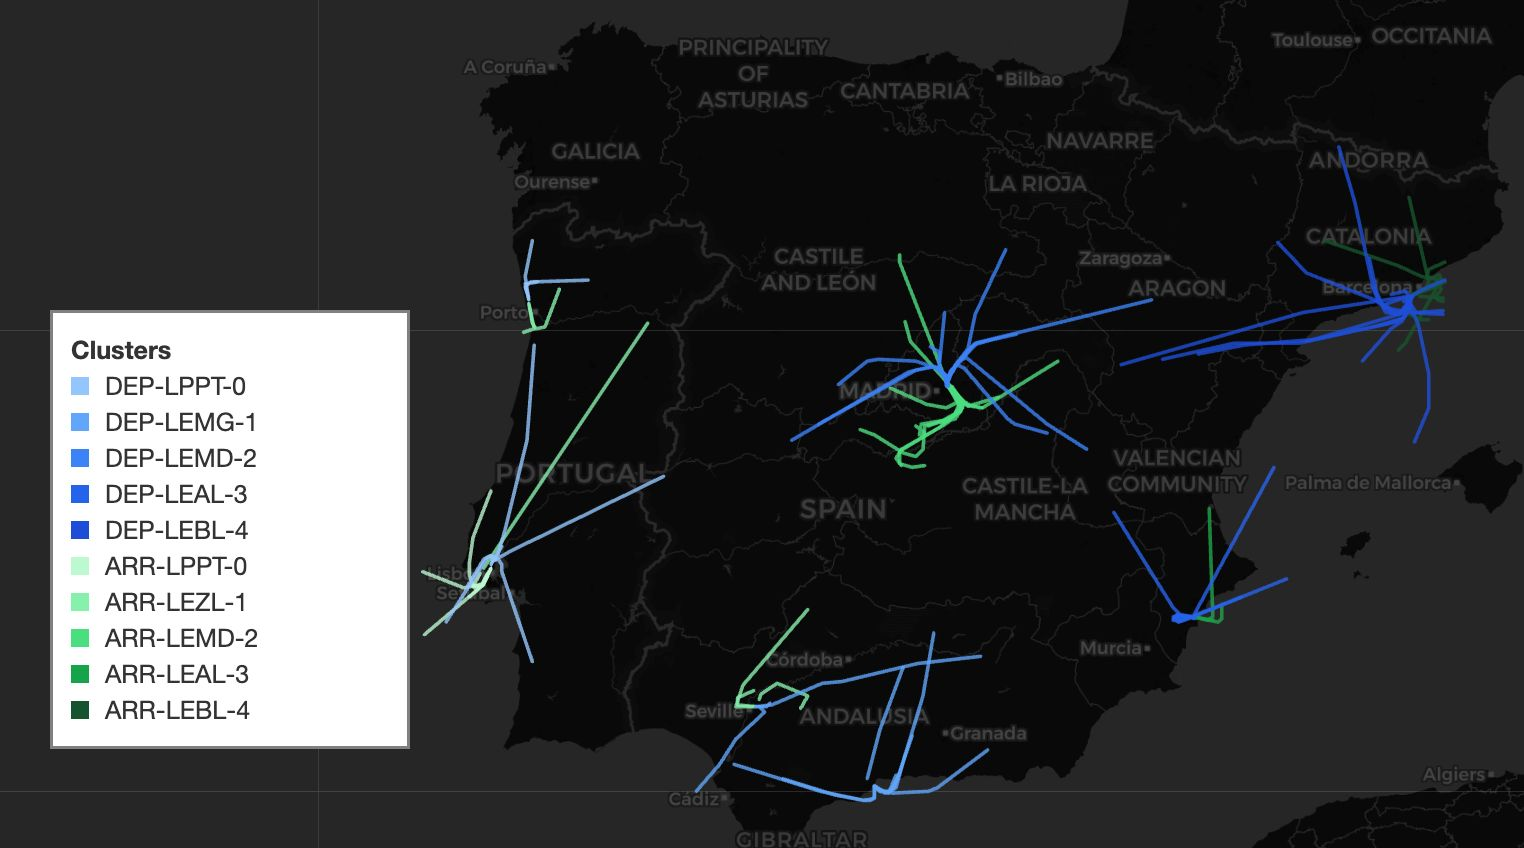 PRINCIPALITY
OF
ASTURIAS
Toulouse
OCCITANIA
A Coruña
CANTABRIA
Bilbao
GALICIA
NAVARRE
ANDORRA
Ourense
LA RIOJA
CATALONIA
CASTILE
AND LEÓN
Zaragoza
ARAGON
Barcelona
Porto
MADRID
PORTUGAL
VALENCIAN
COMMUNITY
Palma de Mallorca
SPAIN
CASTILE-LA
MANCHA
Lisbo
Setúbal
Murcia
Córdoba
Seville
ANDALUSIA
Granada
Algiers
Cádiz
GIBRALTAR
Clusters
DEP-LPPT-0
DEP-LEMG-1
DEP-LEMD-2
DEP-LEAL-3
DEP-LEBL-4
ARR-LPPT-0
ARR-LEZL-1
ARR-LEMD-2
ARR-LEAL-3
ARR-LEBL-4